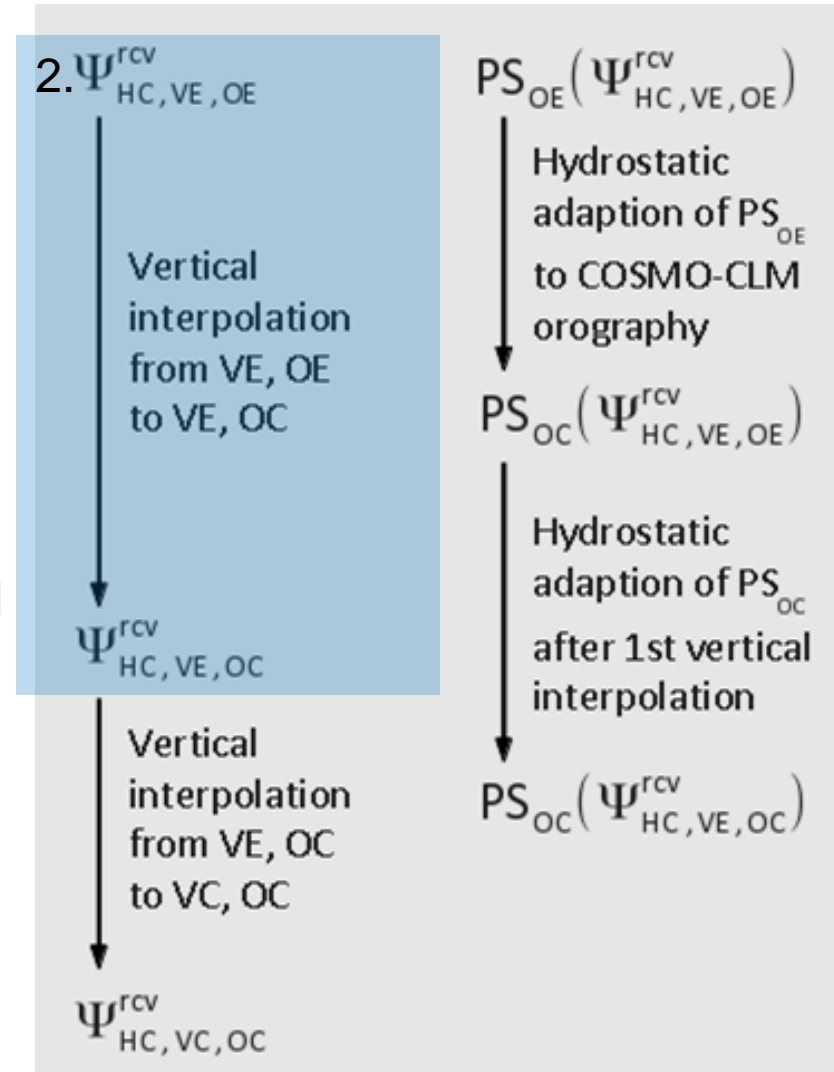 2. Ψ^rcv_HC,VE,OE
Vertical
interpolation
from VE, OE
to VE, OC
Ψ^rcv_HC,VE,OC
Vertical
interpolation
from VE, OC
to VC, OC
Ψ^rcv_HC,VC,OC
PS_OE(Ψ^rcv_HC,VE,OE)
Hydrostatic
adaption of PS_OE
to COSMO-CLM
orography
PS_OC(Ψ^rcv_HC,VE,OE)
Hydrostatic
adaption of PS_OC
after 1st vertical
interpolation
PS_OC(Ψ^rcv_HC,VE,OC)